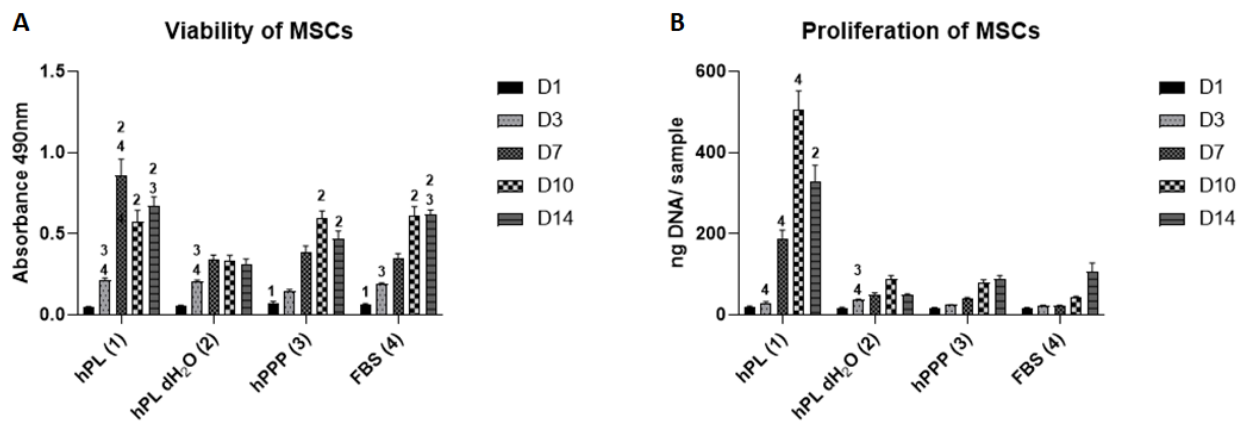 A
Viability of MSCs
Absorbance 490nm
1.5
1.0
0.5
0.0
3
4
2
4
4
2
2
3
3
4
1
2
2
1
3
2
2
3
hPL (1)
hPL dH₂O (2)
hPPP (3)
FBS (4)
D1
D3
D7
D10
D14
B
Proliferation of MSCs
ng DNA/ sample
600
400
200
0
4
4
4
2
3
4
hPL (1)
hPL dH₂O (2)
hPPP (3)
FBS (4)
D1
D3
D7
D10
D14